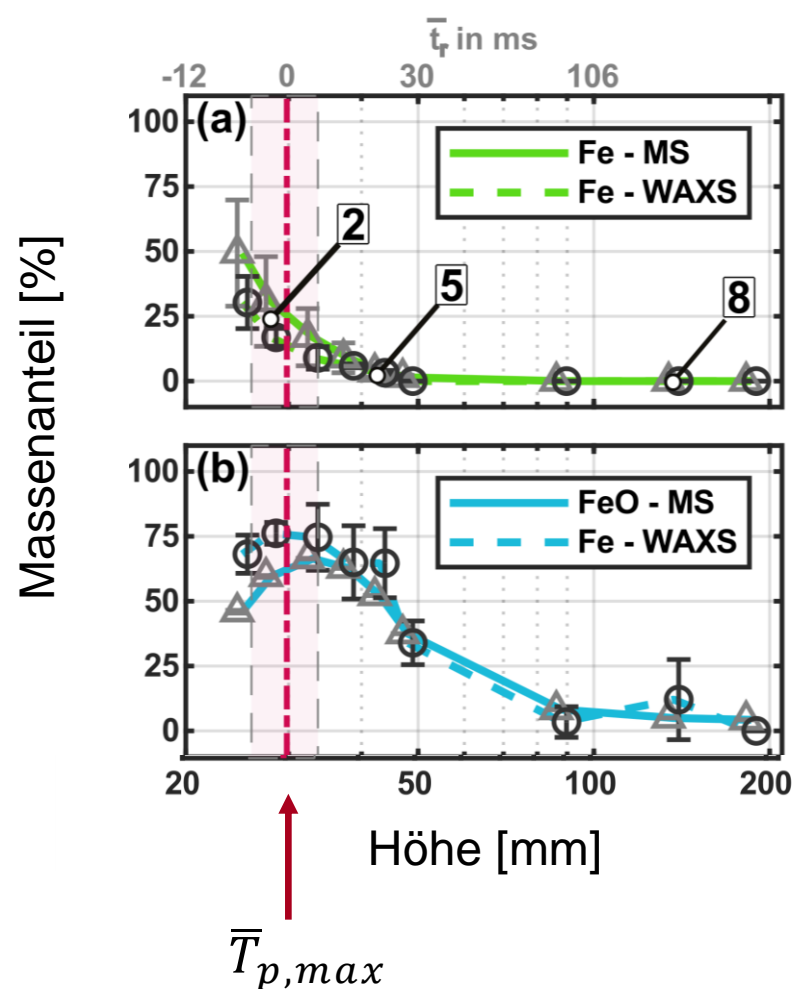 t̅r in ms
-12 0 30 106
(a)
100
75
50
25
0
Fe - MS
Fe - WAXS
2
5
8
Massenanteil [%]
(b)
100
75
50
25
0
FeO - MS
Fe - WAXS
20 50 100 200
Höhe [mm]
T̅p,max